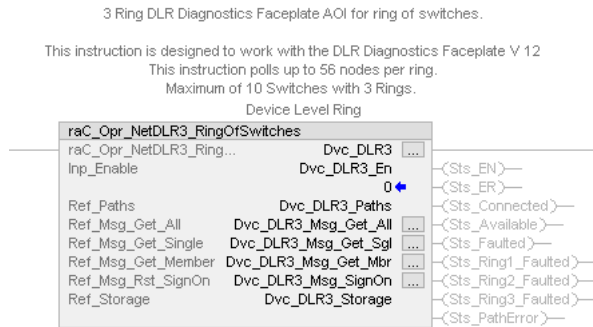 3 Ring DLR Diagnostics Faceplate AOI for ring of switches.
This instruction is designed to work with the DLR Diagnostics Faceplate V 12
This instruction polls up to 56 nodes per ring.
Maximum of 10 Switches with 3 Rings.
Device Level Ring
raC_Opr_NetDLR3_RingOfSwitches
raC_Opr_NetDLR3_Ring... Dvc_DLR3 ...
Inp_Enable Dvc_DLR3_En (Sts_EN)
0 (Sts_ER)
Ref_Paths Dvc_DLR3_Paths (Sts_Connected)
Ref_Msg_Get_All Dvc_DLR3_Msg_Get_All ... (Sts_Available)
Ref_Msg_Get_Single Dvc_DLR3_Msg_Get_Sgl ... (Sts_Faulted)
Ref_Msg_Get_Member Dvc_DLR3_Msg_Get_Mbr ... (Sts_Ring1_Faulted)
Ref_Msg_Rst_SignOn Dvc_DLR3_Msg_SignOn ... (Sts_Ring2_Faulted)
Ref_Storage Dvc_DLR3_Storage (Sts_Ring3_Faulted)
(Sts_PathError)